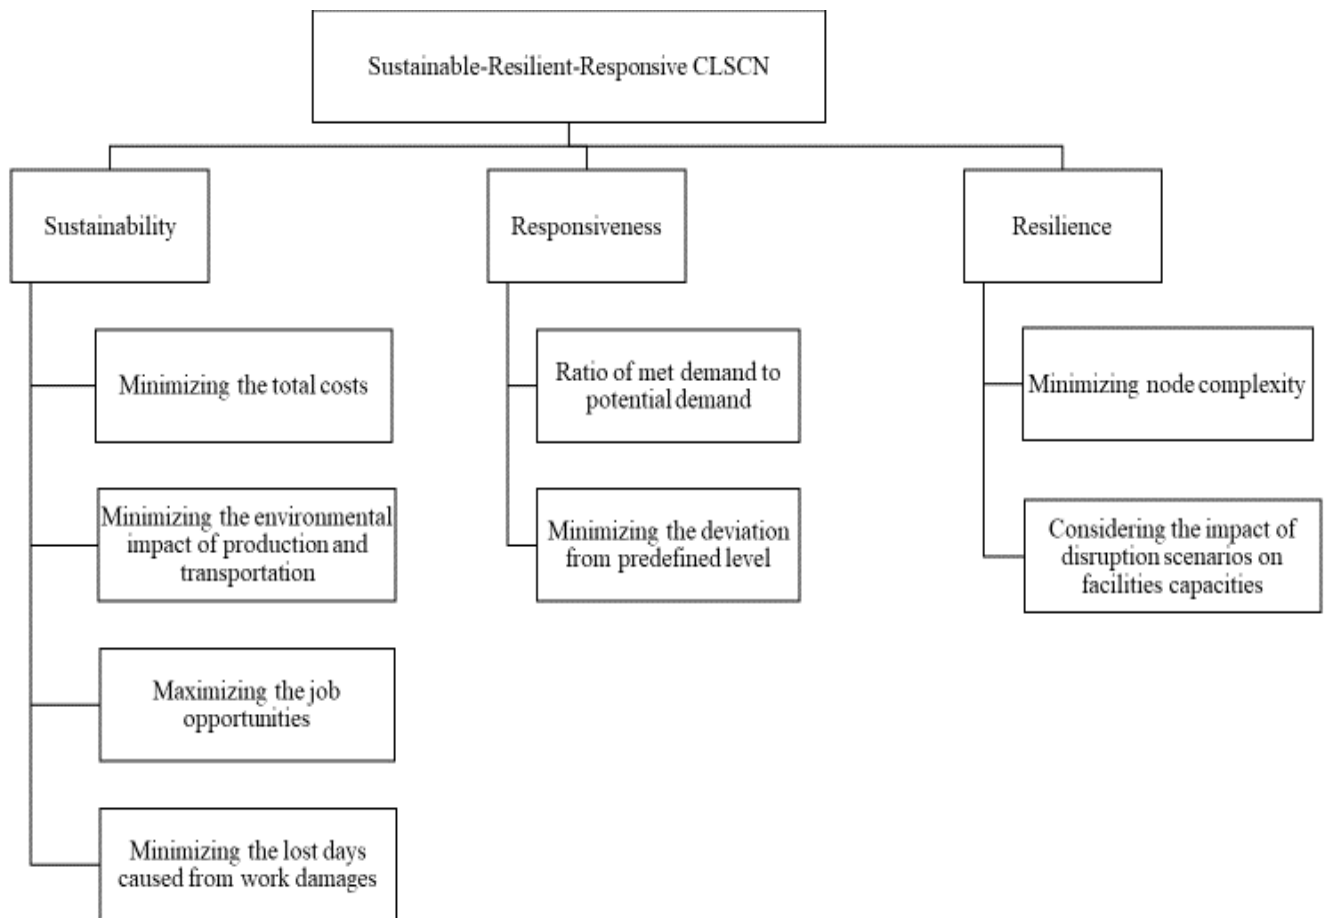 Sustainable-Resilient-Responsive CLSCN
Sustainability
Responsiveness
Resilience
Minimizing the total costs
Minimizing the environmental
impact of production and
transportation
Maximizing the job
opportunities
Minimizing the lost days
caused from work damages
Ratio of met demand to
potential demand
Minimizing the deviation
from predefined level
Minimizing node complexity
Considering the impact of
disruption scenarios on
facilities capacities